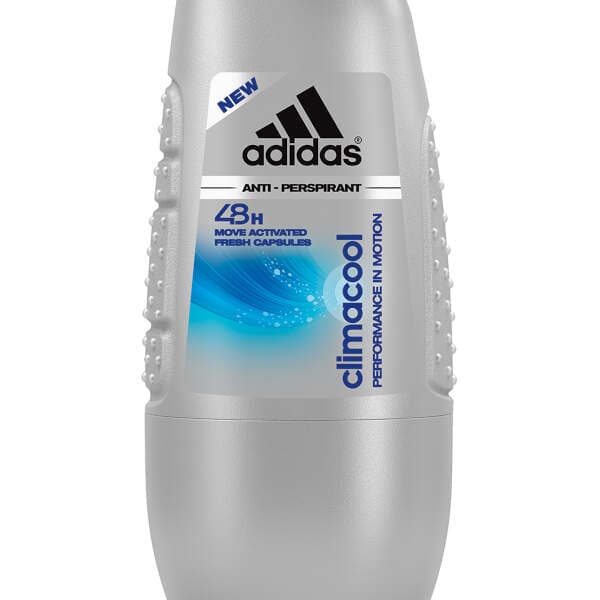 NEW
adidas®
ANTI - PERSPIRANT
48H
MOVE ACTIVATED
FRESH CAPSULES
climacool
PERFORMANCE IN MOTION